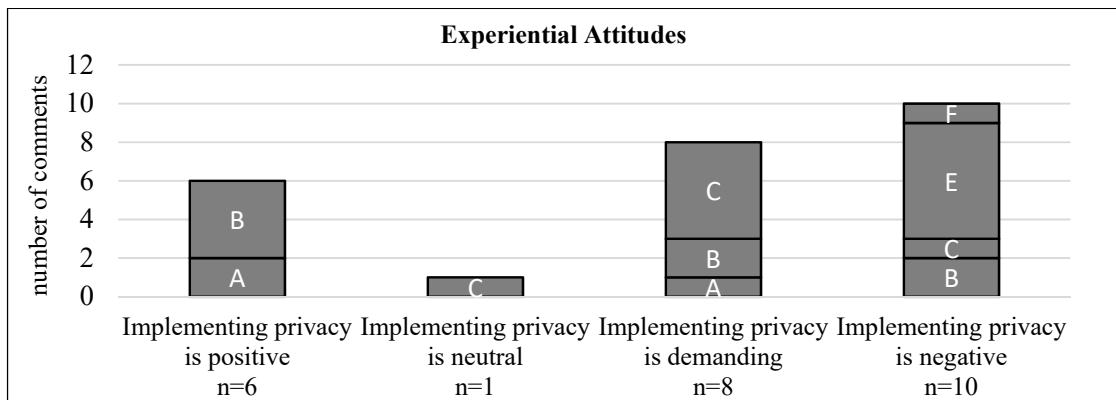 Experiential Attitudes
number of comments
12
10
8
6
4
2
0
B
A
C
C
B
A
F
E
C
B
Implementing privacy
is positive
n=6
Implementing privacy
is neutral
n=1
Implementing privacy
is demanding
n=8
Implementing privacy
is negative
n=10